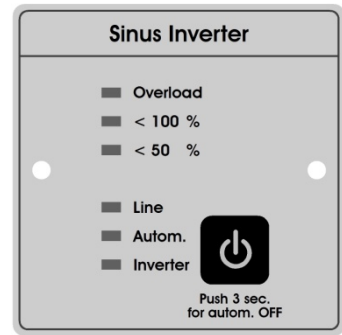 Sinus Inverter
Overload
< 100 %
< 50 %
Line
Autom.
Inverter
Push 3 sec.
for autom. OFF